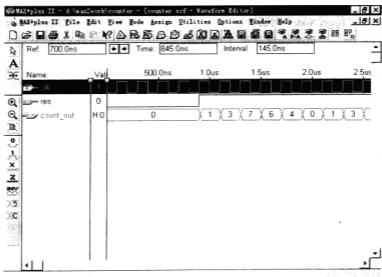 MAX+plus II - d:\max2work\counter - [counter.scf - Waveform Editor]
MAX+plus II File Edit View Node Assign Utilities Options Window Help
Ref: 700.0ns Time: 845.0ns Interval: 145.0ns
Name: Val 500.0ns 1.0us 1.5us 2.0us 2.5us
res 0
count_out H 0 0 1 3 7 6 4 0 1 3